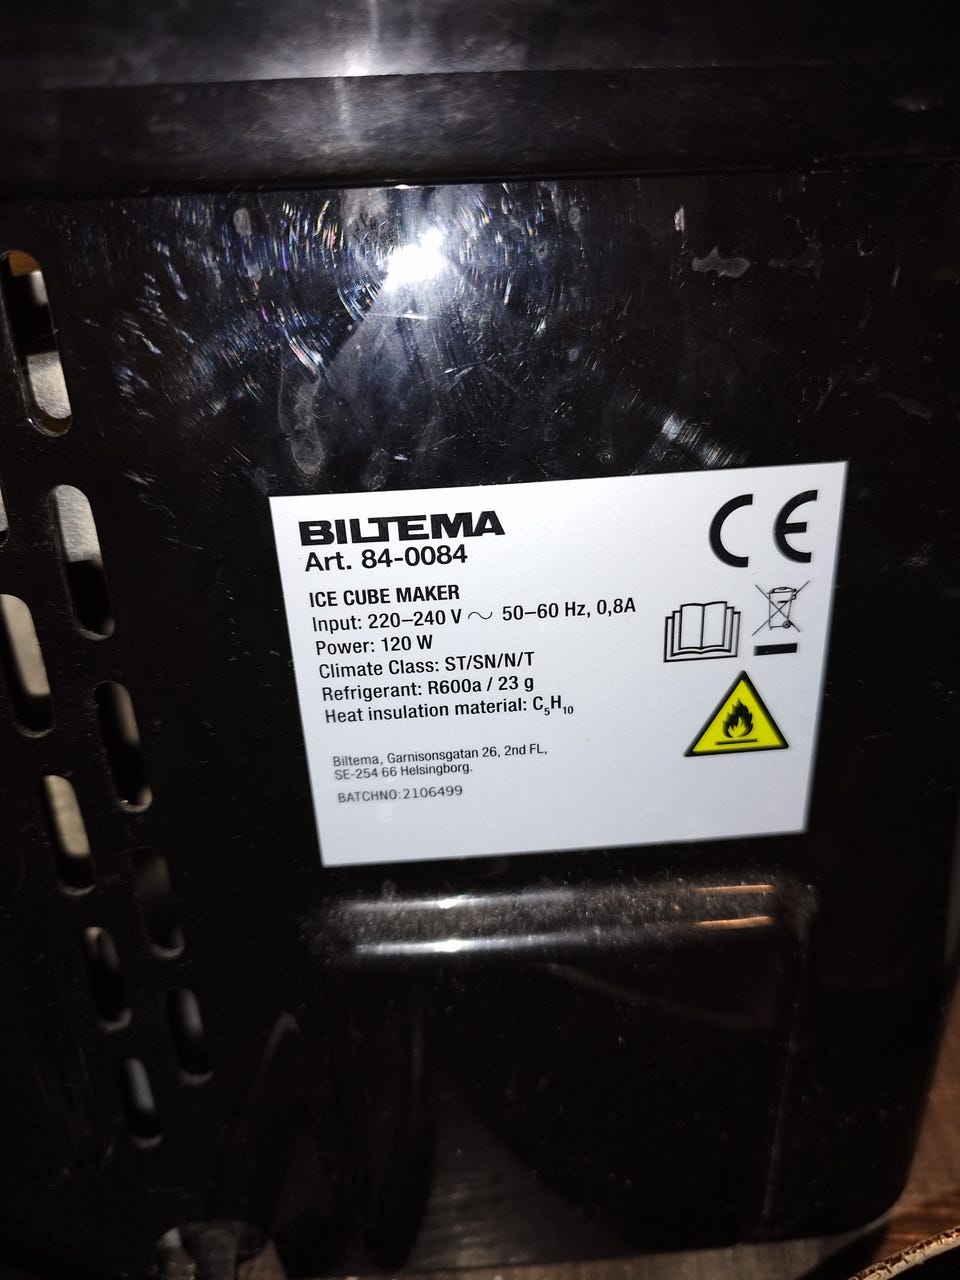 BILTEMA
Art. 84-0084
CE
ICE CUBE MAKER
Input: 220–240 V ∼ 50–60 Hz, 0,8A
Power: 120 W
Climate Class: ST/SN/N/T
Refrigerant: R600a / 23 g
Heat insulation material: C₅H₁₀
Biltema, Garnisonsgatan 26, 2nd FL,
SE-254 66 Helsingborg.
BATCHNO:2106499